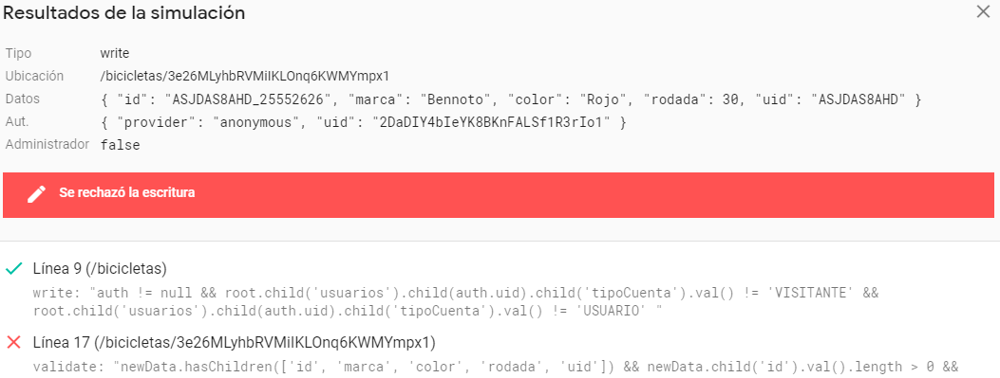 Resultados de la simulación
Tipo write
Ubicación /bicicletas/3e26MLyhbRVMiIKLOnq6KWMYmpx1
Datos { "id": "ASJDAS8AHD_25552626", "marca": "Bennoto", "color": "Rojo", "rodada": 30, "uid": "ASJDAS8AHD" }
Aut. { "provider": "anonymous", "uid": "2DaDIY4bIeYK8BKnFALSf1R3rIo1" }
Administrador false
Se rechazó la escritura
Línea 9 (/bicicletas)
write: "auth != null && root.child('usuarios').child(auth.uid).child('tipoCuenta').val() != 'VISITANTE' &&
root.child('usuarios').child(auth.uid).child('tipoCuenta').val() != 'USUARIO' "
Línea 17 (/bicicletas/3e26MLyhbRVMiIKLOnq6KWMYmpx1)
validate: "newData.hasChildren(['id', 'marca', 'color', 'rodada', 'uid']) && newData.child('id').val().length > 0 &&